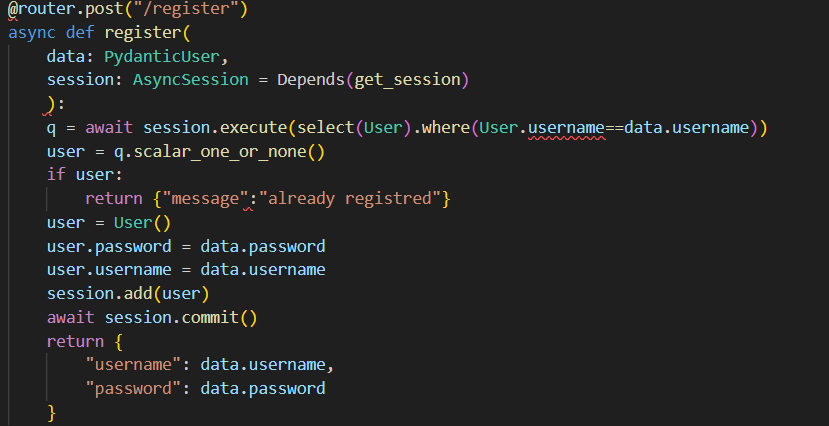 @router.post("/register")
async def register(
    data: PydanticUser,
    session: AsyncSession = Depends(get_session)
    ):
    q = await session.execute(select(User).where(User.username==data.username))
    user = q.scalar_one_or_none()
    if user:
        return {"message":"already registred"}
    user = User()
    user.password = data.password
    user.username = data.username
    session.add(user)
    await session.commit()
    return {
        "username": data.username,
        "password": data.password
    }